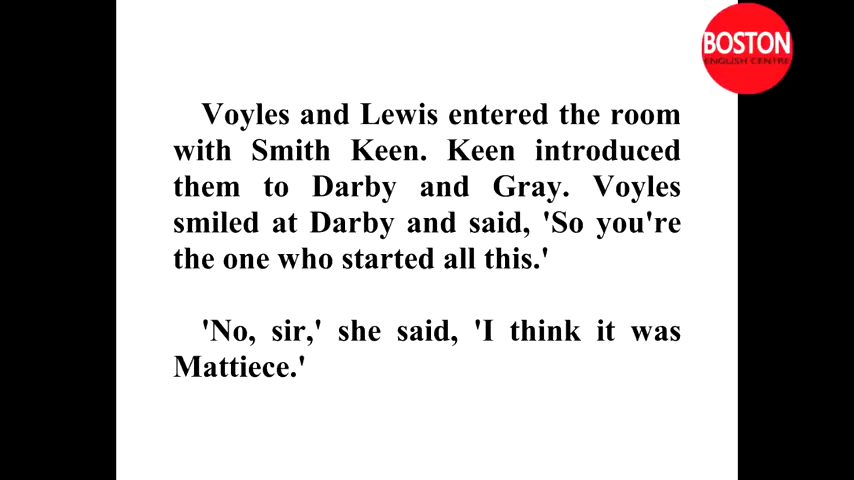 BOSTON
ENGLISH CENTRE
Voyles and Lewis entered the room
with Smith Keen. Keen introduced
them to Darby and Gray. Voyles
smiled at Darby and said, 'So you're
the one who started all this.'
'No, sir,' she said, 'I think it was
Mattiece.'